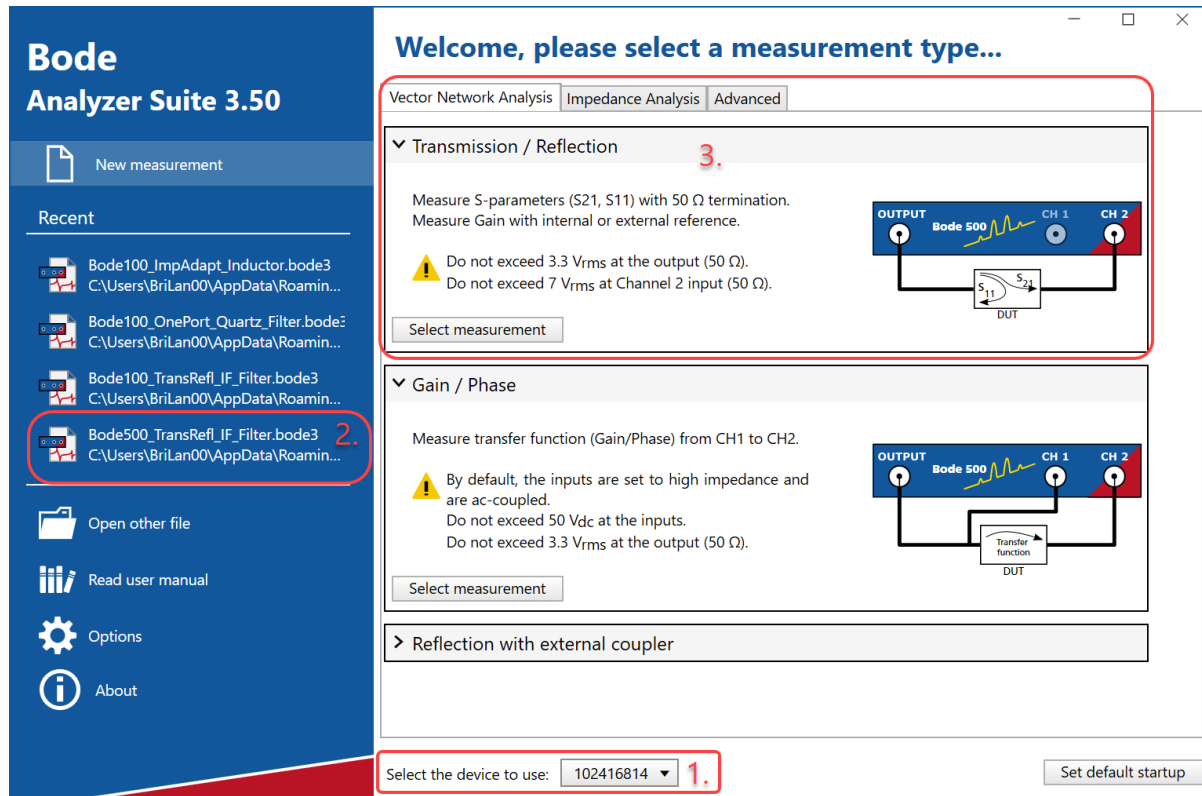 Bode
Analyzer Suite 3.50
New measurement
Recent
Bode100_ImpAdapt_Inductor.bode3
C:\Users\BriLan00\AppData\Roamin...
Bode100_OnePort_Quartz_Filter.bode3
C:\Users\BriLan00\AppData\Roamin...
Bode100_TransRefl_IF_Filter.bode3
C:\Users\BriLan00\AppData\Roamin...
Bode500_TransRefl_IF_Filter.bode3
2.
C:\Users\BriLan00\AppData\Roamin...
Open other file
Read user manual
Options
About
Welcome, please select a measurement type...
Vector Network Analysis
Impedance Analysis
Advanced
Transmission / Reflection
3.
Measure S-parameters (S21, S11) with 50 Ω termination.
Measure Gain with internal or external reference.
Do not exceed 3.3 Vrms at the output (50 Ω).
Do not exceed 7 Vrms at Channel 2 input (50 Ω).
Select measurement
OUTPUT
Bode 500
CH 1
CH 2
S11
S21
DUT
Gain / Phase
Measure transfer function (Gain/Phase) from CH1 to CH2.
By default, the inputs are set to high impedance and
are ac-coupled.
Do not exceed 50 Vdc at the inputs.
Do not exceed 3.3 Vrms at the output (50 Ω).
Select measurement
OUTPUT
Bode 500
CH 1
CH 2
Transfer
function
DUT
Reflection with external coupler
Select the device to use:
102416814
1.
Set default startup